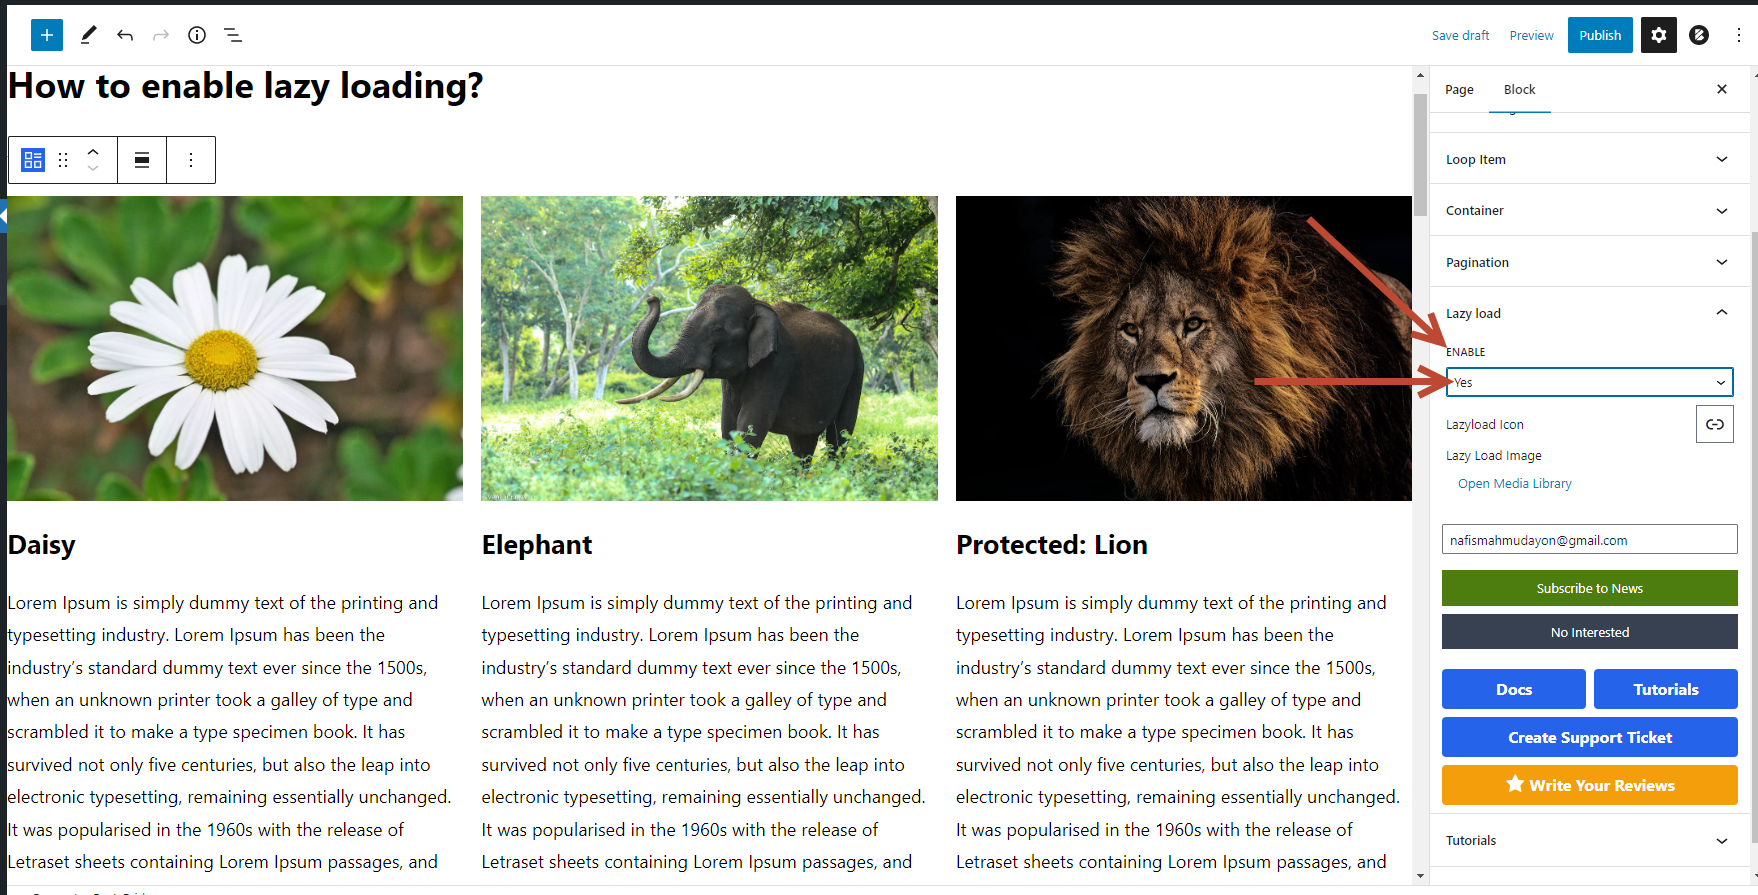 Save draft
Preview
Publish
How to enable lazy loading?
Page
Block
Loop Item
Container
Pagination
Lazy load
ENABLE
Yes
Lazyload Icon
Lazy Load Image
Open Media Library
nafismahmudayon@gmail.com
Subscribe to News
No Interested
Docs
Tutorials
Create Support Ticket
Write Your Reviews
Tutorials
Daisy
Lorem Ipsum is simply dummy text of the printing and
typesetting industry. Lorem Ipsum has been the
industry’s standard dummy text ever since the 1500s,
when an unknown printer took a galley of type and
scrambled it to make a type specimen book. It has
survived not only five centuries, but also the leap into
electronic typesetting, remaining essentially unchanged.
It was popularised in the 1960s with the release of
Letraset sheets containing Lorem Ipsum passages, and
Elephant
Lorem Ipsum is simply dummy text of the printing and
typesetting industry. Lorem Ipsum has been the
industry’s standard dummy text ever since the 1500s,
when an unknown printer took a galley of type and
scrambled it to make a type specimen book. It has
survived not only five centuries, but also the leap into
electronic typesetting, remaining essentially unchanged.
It was popularised in the 1960s with the release of
Letraset sheets containing Lorem Ipsum passages, and
Protected: Lion
Lorem Ipsum is simply dummy text of the printing and
typesetting industry. Lorem Ipsum has been the
industry’s standard dummy text ever since the 1500s,
when an unknown printer took a galley of type and
scrambled it to make a type specimen book. It has
survived not only five centuries, but also the leap into
electronic typesetting, remaining essentially unchanged.
It was popularised in the 1960s with the release of
Letraset sheets containing Lorem Ipsum passages, and